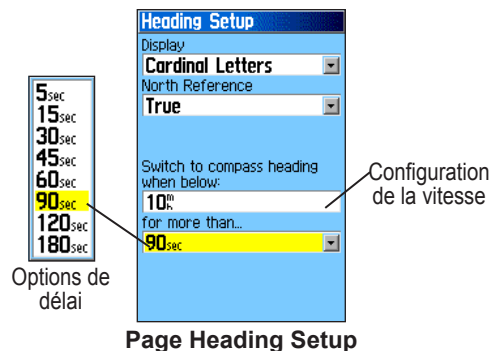 Heading Setup
Display
Cardinal Letters
North Reference
True
Switch to compass heading
when below:
10 m/h
for more than...
90sec
5sec
15sec
30sec
45sec
60sec
90sec
120sec
180sec
Options de
délai
Configuration
de la vitesse
Page Heading Setup